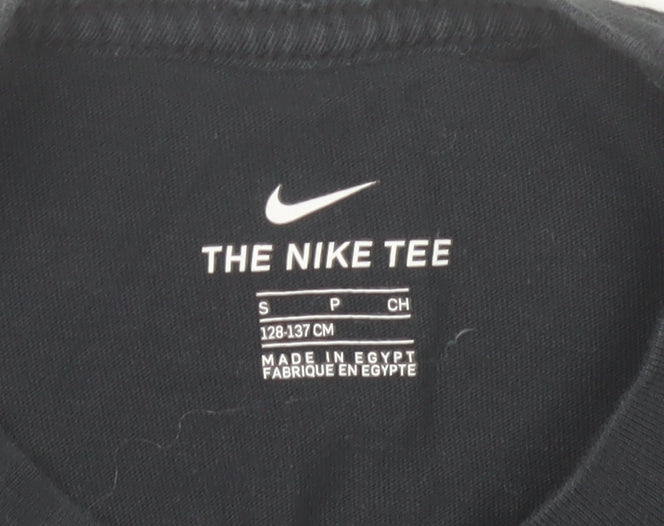 THE NIKE TEE
S P CH
128-137 CM
MADE IN EGYPT
FABRIQUE EN EGYPTE